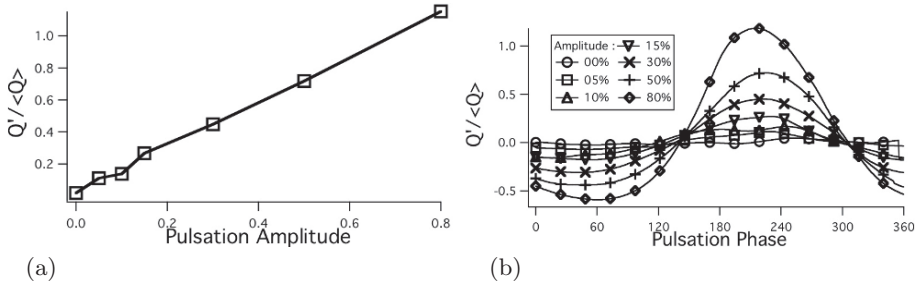 Q'/<Q>
1.0
0.8
0.6
0.4
0.2
0.0 0.2 0.4 0.6 0.8
Pulsation Amplitude
(a)
Q'/<Q>
1.0
0.5
0.0
-0.5
Amplitude : 15%
00% 30%
05% 50%
10% 80%
0 60 120 180 240 300 360
Pulsation Phase
(b)